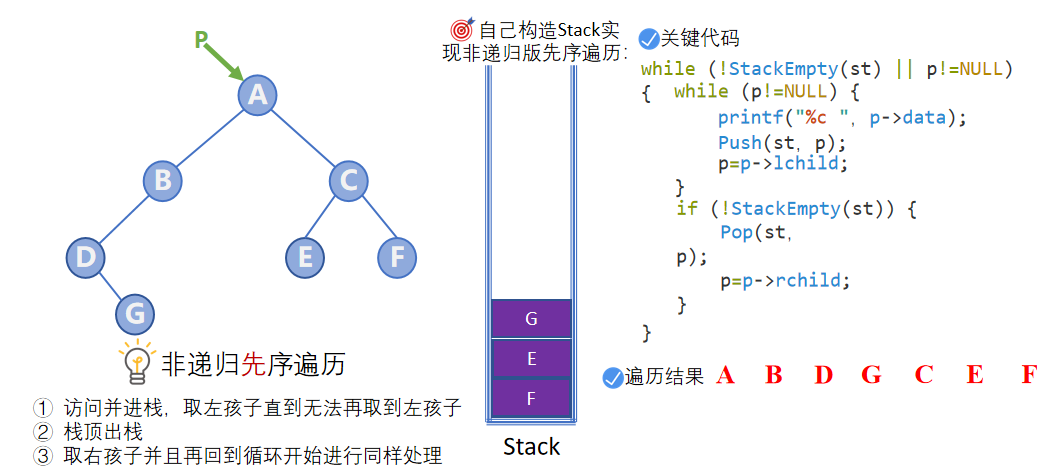 P
A
B
C
D
E
F
G
非递归先序遍历
① 访问并进栈，取左孩子直到无法再取到左孩子
② 栈顶出栈
③ 取右孩子并且再回到循环开始进行同样处理
自己构造Stack实
现非递归版先序遍历：
G
E
F
Stack
关键代码
while (!StackEmpty(st) || p!=NULL)
{ while (p!=NULL) {
printf("%c ", p->data);
Push(st, p);
p=p->lchild;
}
if (!StackEmpty(st)) {
Pop(st,
p);
p=p->rchild;
}
}
遍历结果 A B D G C E F